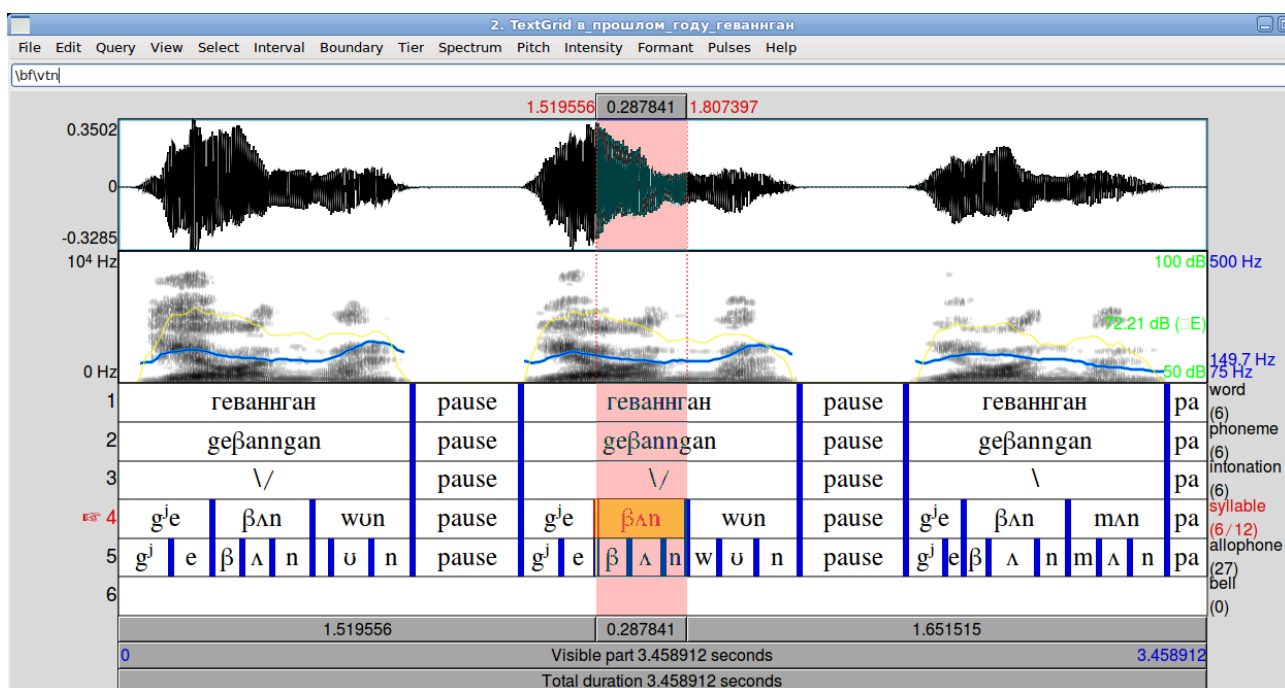 2. TextGrid в_прошлом_году_геваннган
File Edit Query View Select Interval Boundary Tier Spectrum Pitch Intensity Formant Pulses Help
\bf\vtn
1.519556 0.287841 1.807397
0.3502
0
-0.3285
10⁴ Hz 100 dB 500 Hz
72.21 dB (□E)
149.7 Hz
0 Hz 50 dB 75 Hz
1 геваннган pause геваннган pause геваннган pa word (6)
2 geβanngan pause geβanngan pause geβanngan pa phoneme (6)
3 \/ pause \/ pause \ pa intonation (6)
4 gʲe βʌn wʊn pause gʲe βʌn wʊn pause gʲe βʌn mʌn pa syllable (6/12)
5 gʲ e β ʌ n ʊ n pause gʲ e β ʌ n w ʊ n pause gʲ e β ʌ n m ʌ n pa allophone (27)
6 bell (0)
1.519556 0.287841 1.651515
0 Visible part 3.458912 seconds 3.458912
Total duration 3.458912 seconds